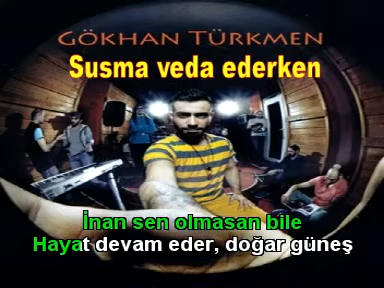 GÖKHAN TÜRKMEN
Susma veda ederken
İnan sen olmasan bile
Hayat devam eder, doğar güneş